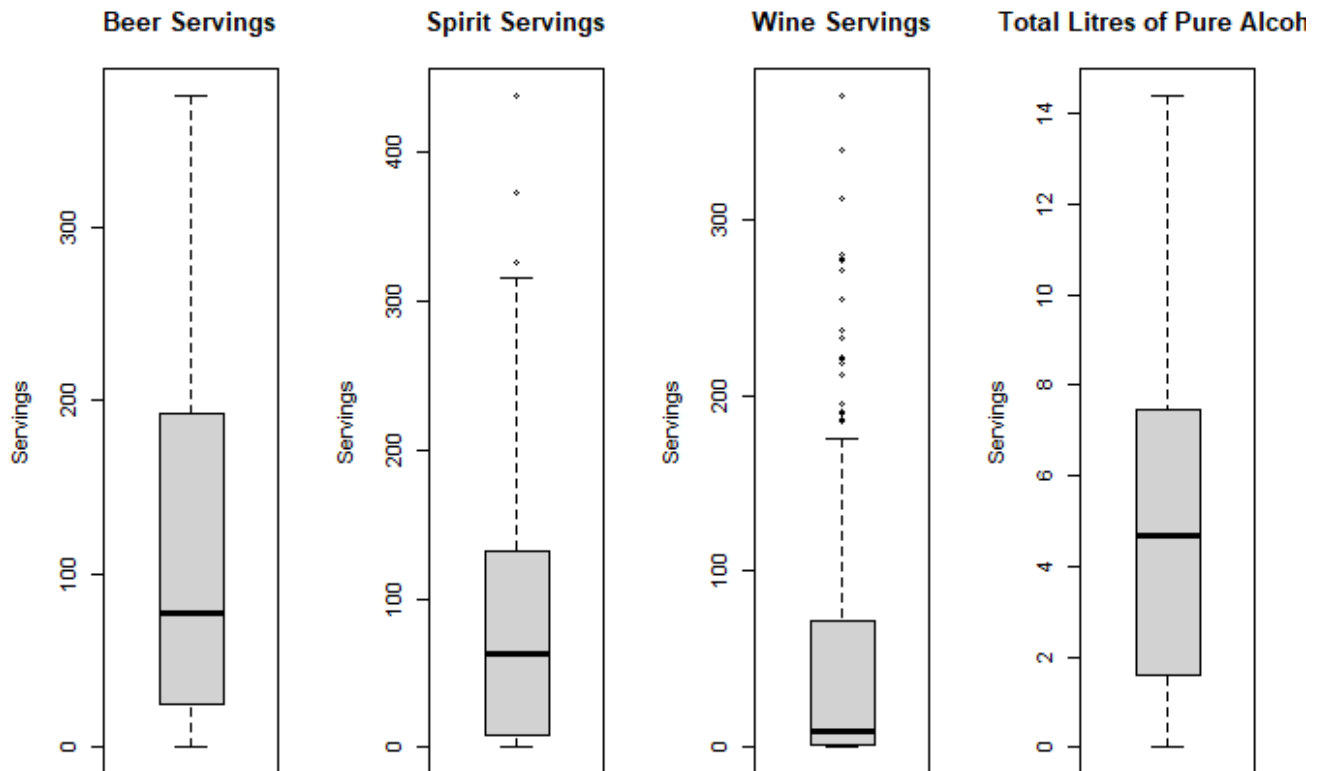 Beer Servings
Servings
300
200
100
0
Spirit Servings
Servings
400
300
200
100
0
Wine Servings
Servings
300
200
100
0
Total Litres of Pure Alcoh
Servings
14
12
10
8
6
4
2
0